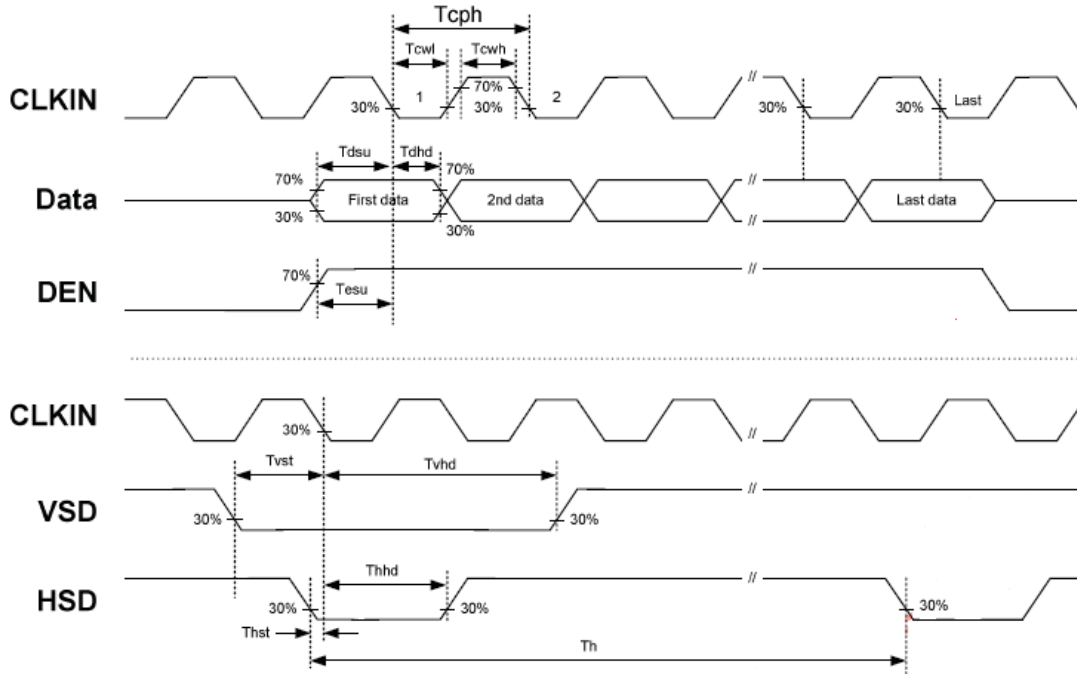 Tcph
Tcwl Tcwh
CLKIN 30% 1 70% 30% 2 // 30% 30% Last
Tdsu Tdhd
Data 70% 30% First data 70% 30% 2nd data // // Last data
DEN 70% Tesu //
CLKIN 30% //
Tvst Tvhd
VSD 30% 30% //
Thhd
HSD 30% 30% // 30%
Thst
Th